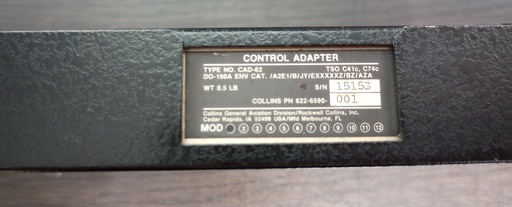 CONTROL ADAPTER
TYPE NO. CAD-62 TSO C41c, C74c
DO-160A ENV CAT. /A2E1/B/JY/EXXXXXZ/BZ/AZA
WT 0.5 LB S/N 15153
COLLINS PN 622-6590- 001
Collins General Aviation Division/Rockwell Collins, Inc.
Cedar Rapids, IA 52498 USA/Mfd Melbourne, FL
MOD 2 3 4 5 6 7 8 9 10 11 12